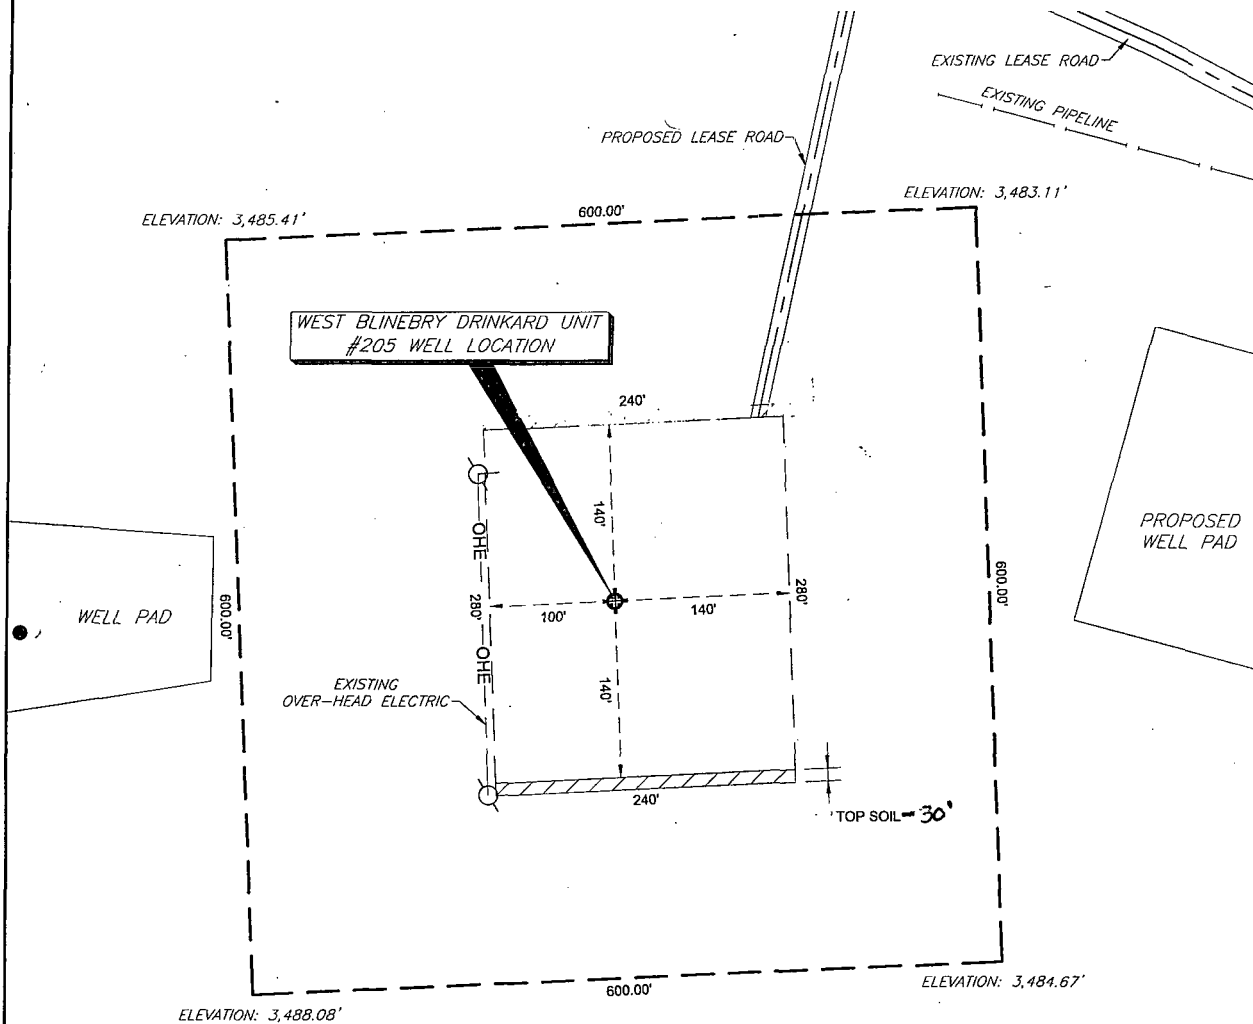 EXISTING LEASE ROAD
EXISTING PIPELINE
PROPOSED LEASE ROAD
ELEVATION: 3,485.41'
600.00'
ELEVATION: 3,483.11'
WEST BLINEBRY DRINKARD UNIT
#205 WELL LOCATION
240'
140'
OHE
PROPOSED
WELL PAD
600.00'
WELL PAD
280'
100'
140'
280'
600.00'
OHE
EXISTING
OVER-HEAD ELECTRIC
140'
240'
TOP SOIL - 30'
600.00'
ELEVATION: 3,484.67'
ELEVATION: 3,488.08'